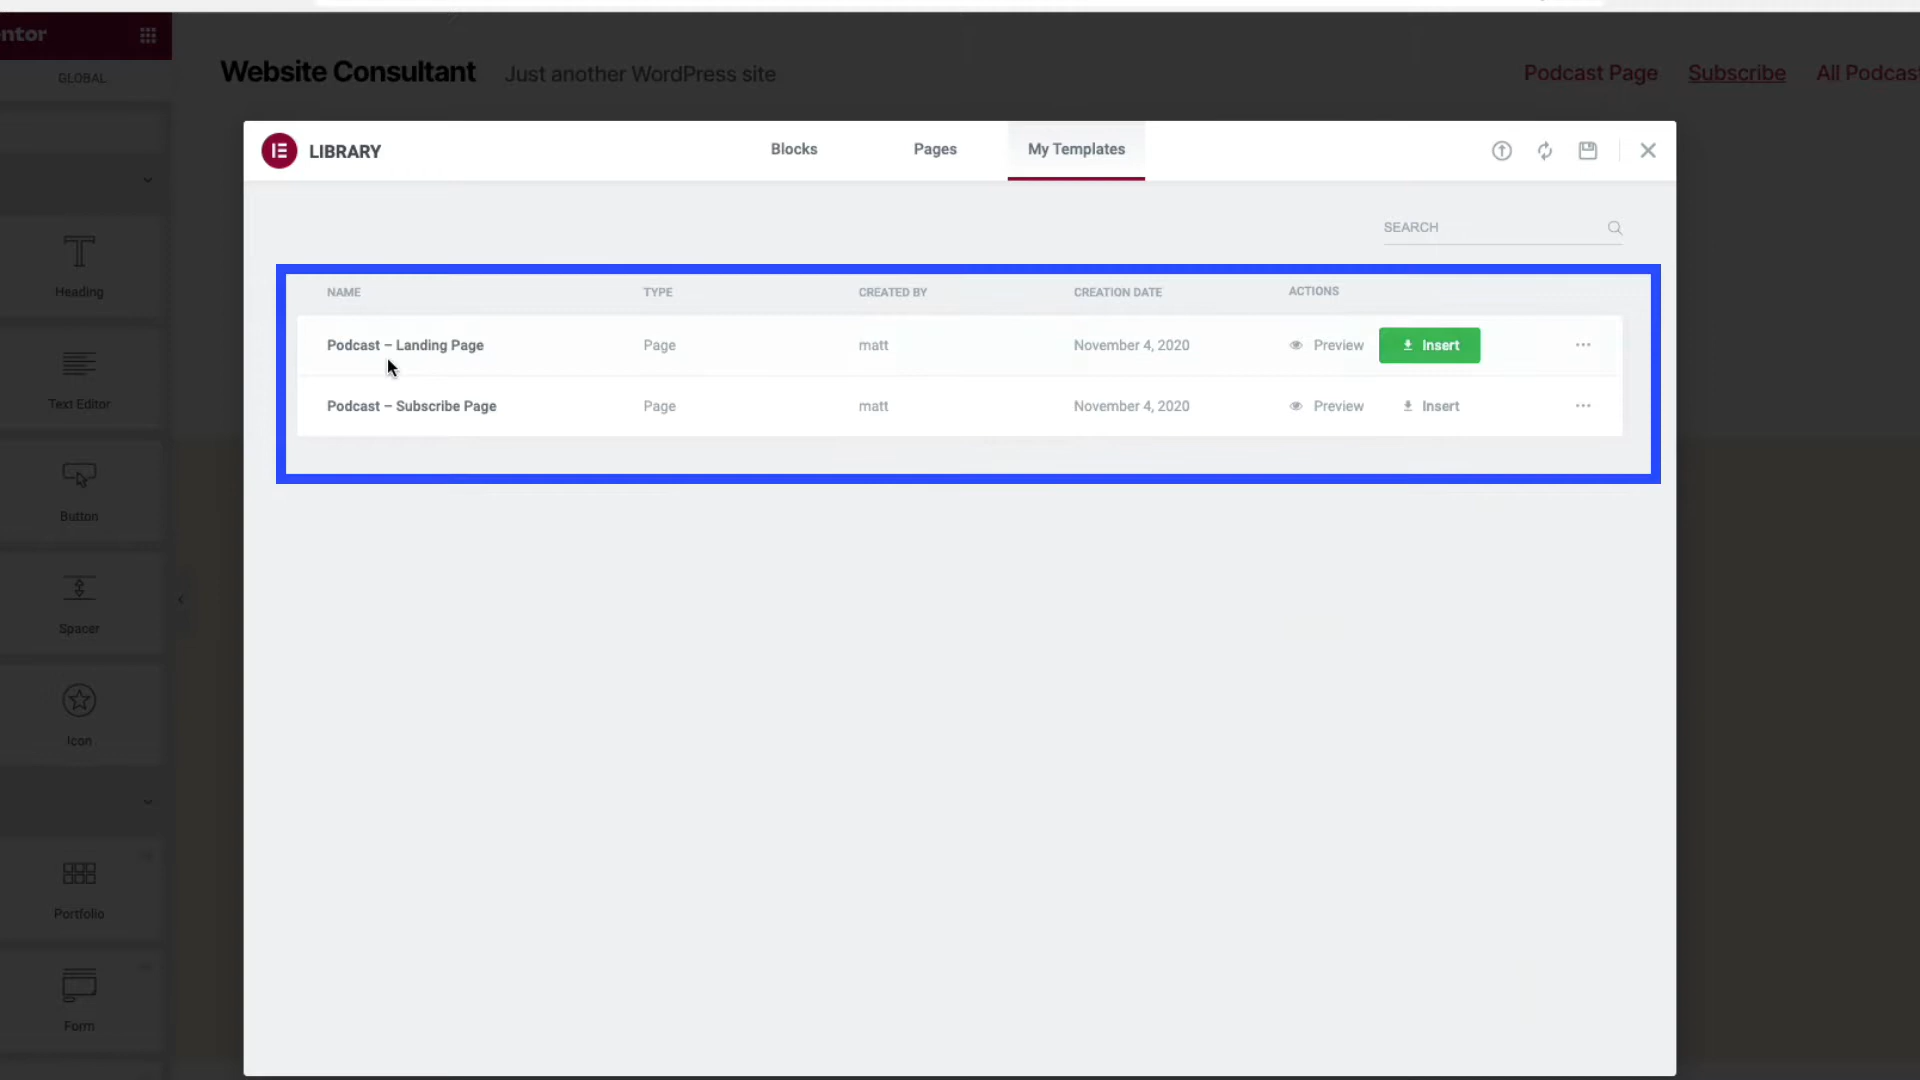 ntor
GLOBAL
Website Consultant Just another WordPress site
Podcast Page Subscribe All Podcast
LIBRARY
Blocks Pages My Templates
SEARCH
NAME TYPE CREATED BY CREATION DATE ACTIONS
Podcast – Landing Page Page matt November 4, 2020 Preview Insert ...
Podcast – Subscribe Page Page matt November 4, 2020 Preview Insert ...
Heading
Text Editor
Button
Spacer
Icon
Portfolio
Form